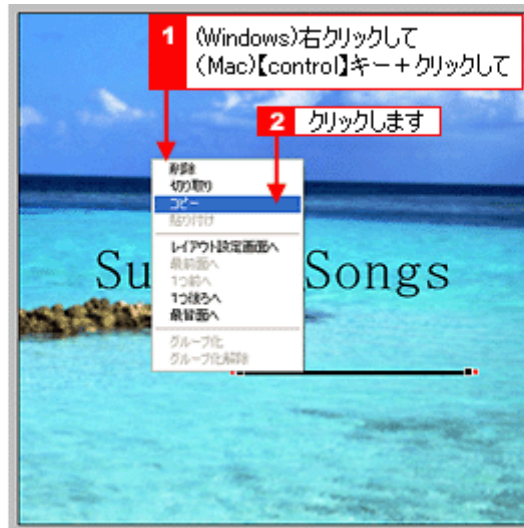 1 (Windows)右クリックして
(Mac)【control】キー+クリックして
2 クリックします
削除
切り取り
コピー
貼り付け
レイアウト設定画面へ
最前面へ
1つ前へ
1つ後ろへ
最背面へ
グループ化
グループ化解除
Su Songs